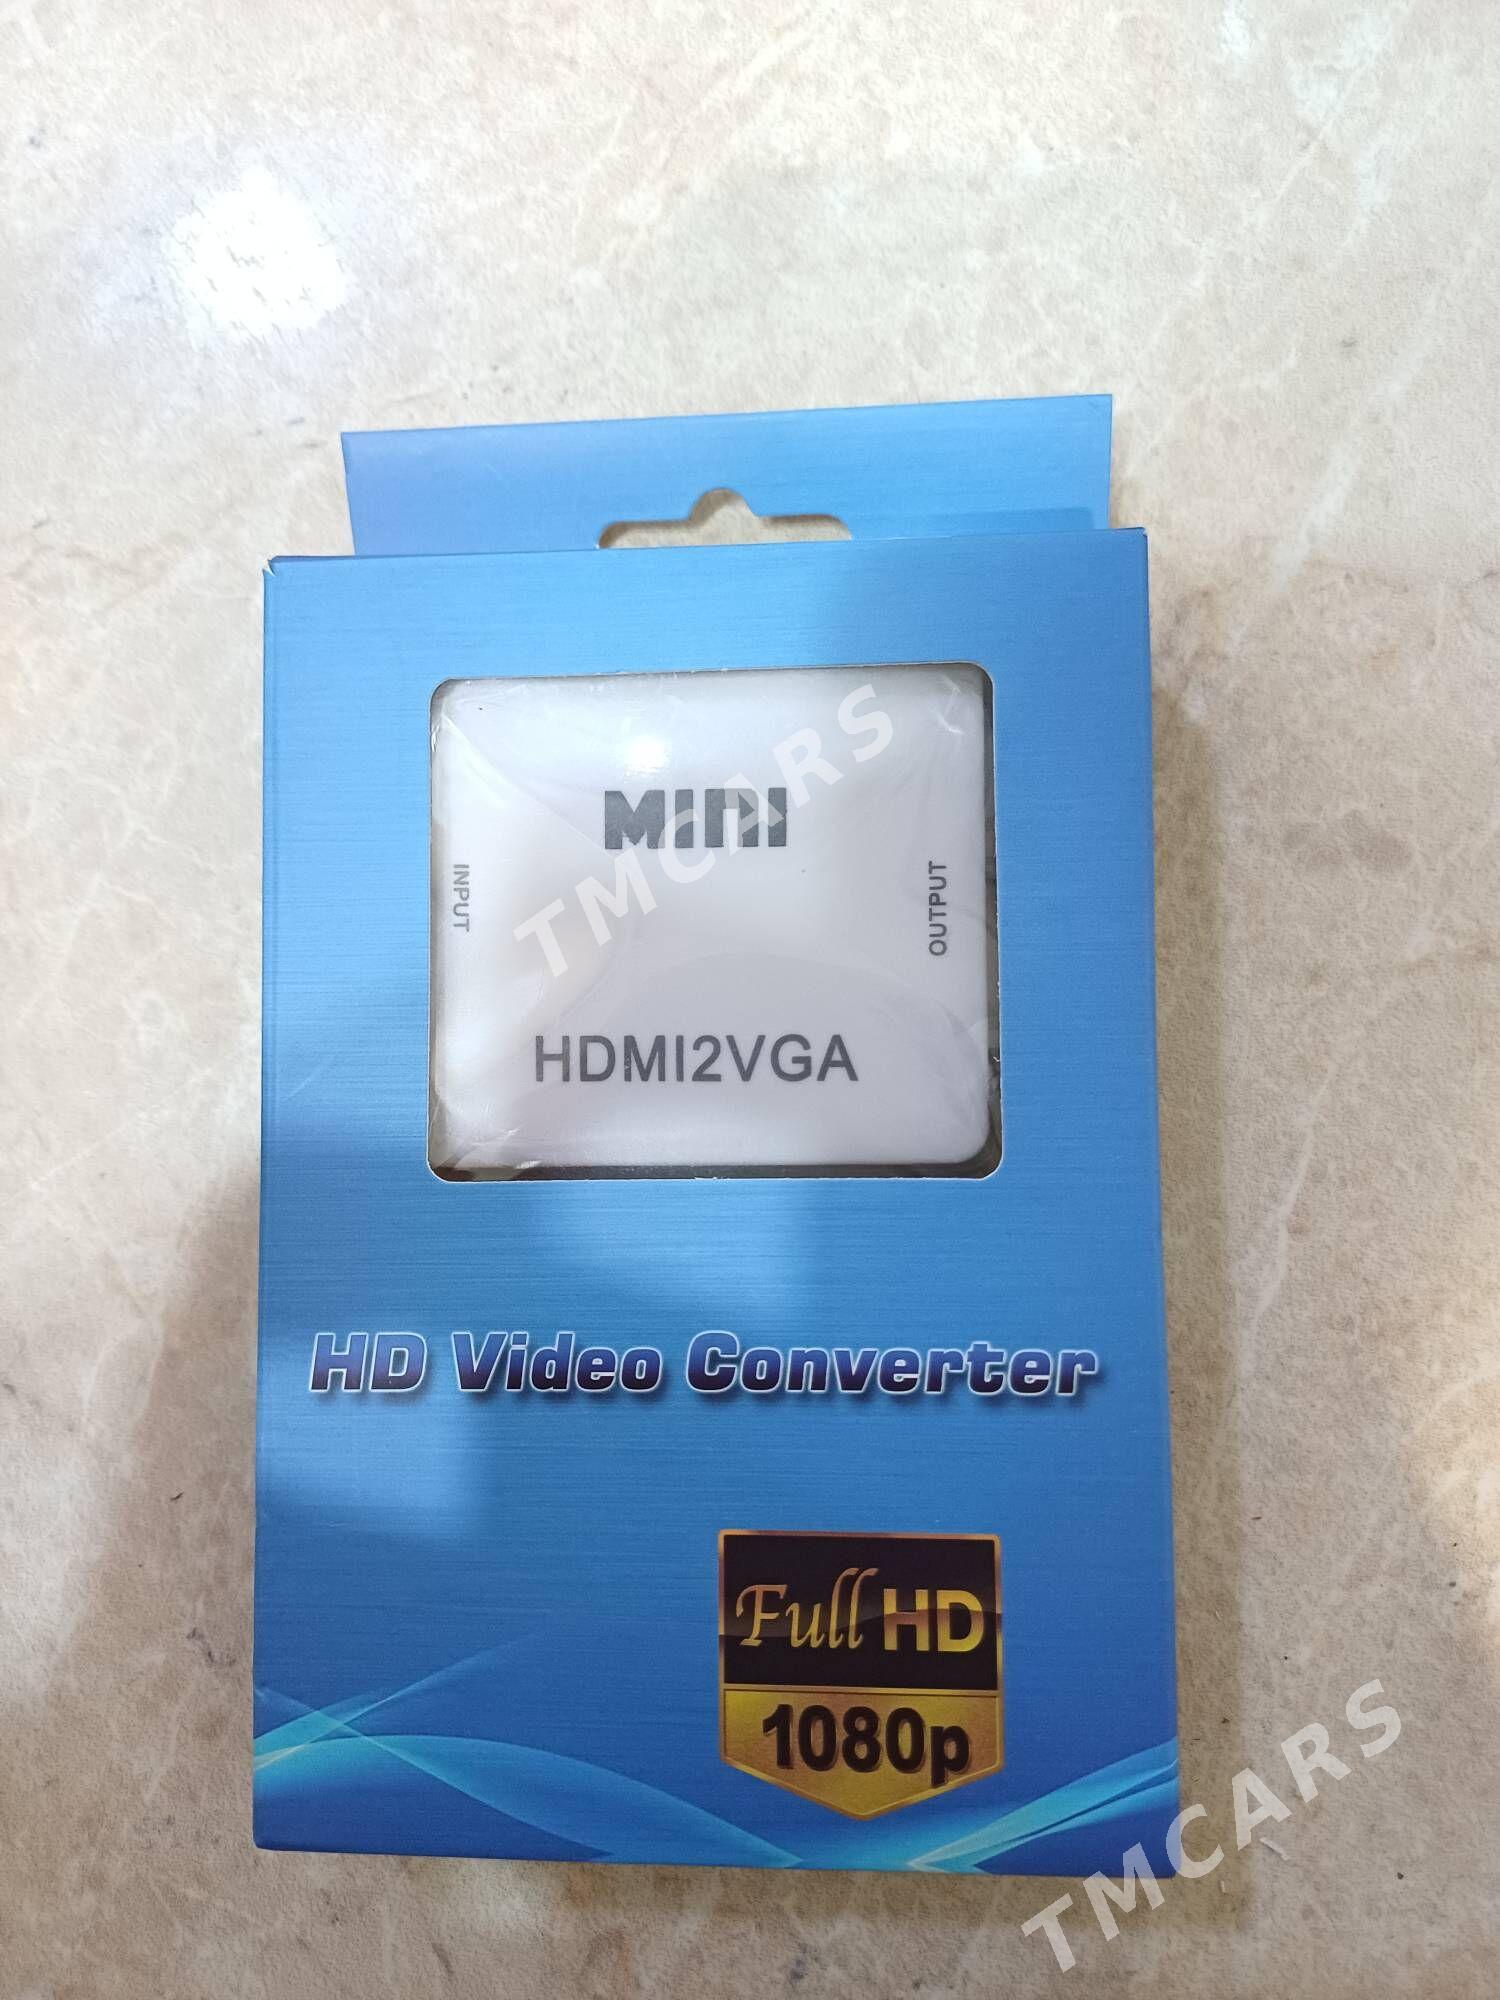 MINI
INPUT
OUTPUT
HDMI2VGA
HD Video Converter
Full HD
1080p
TMCARS
TMCARS